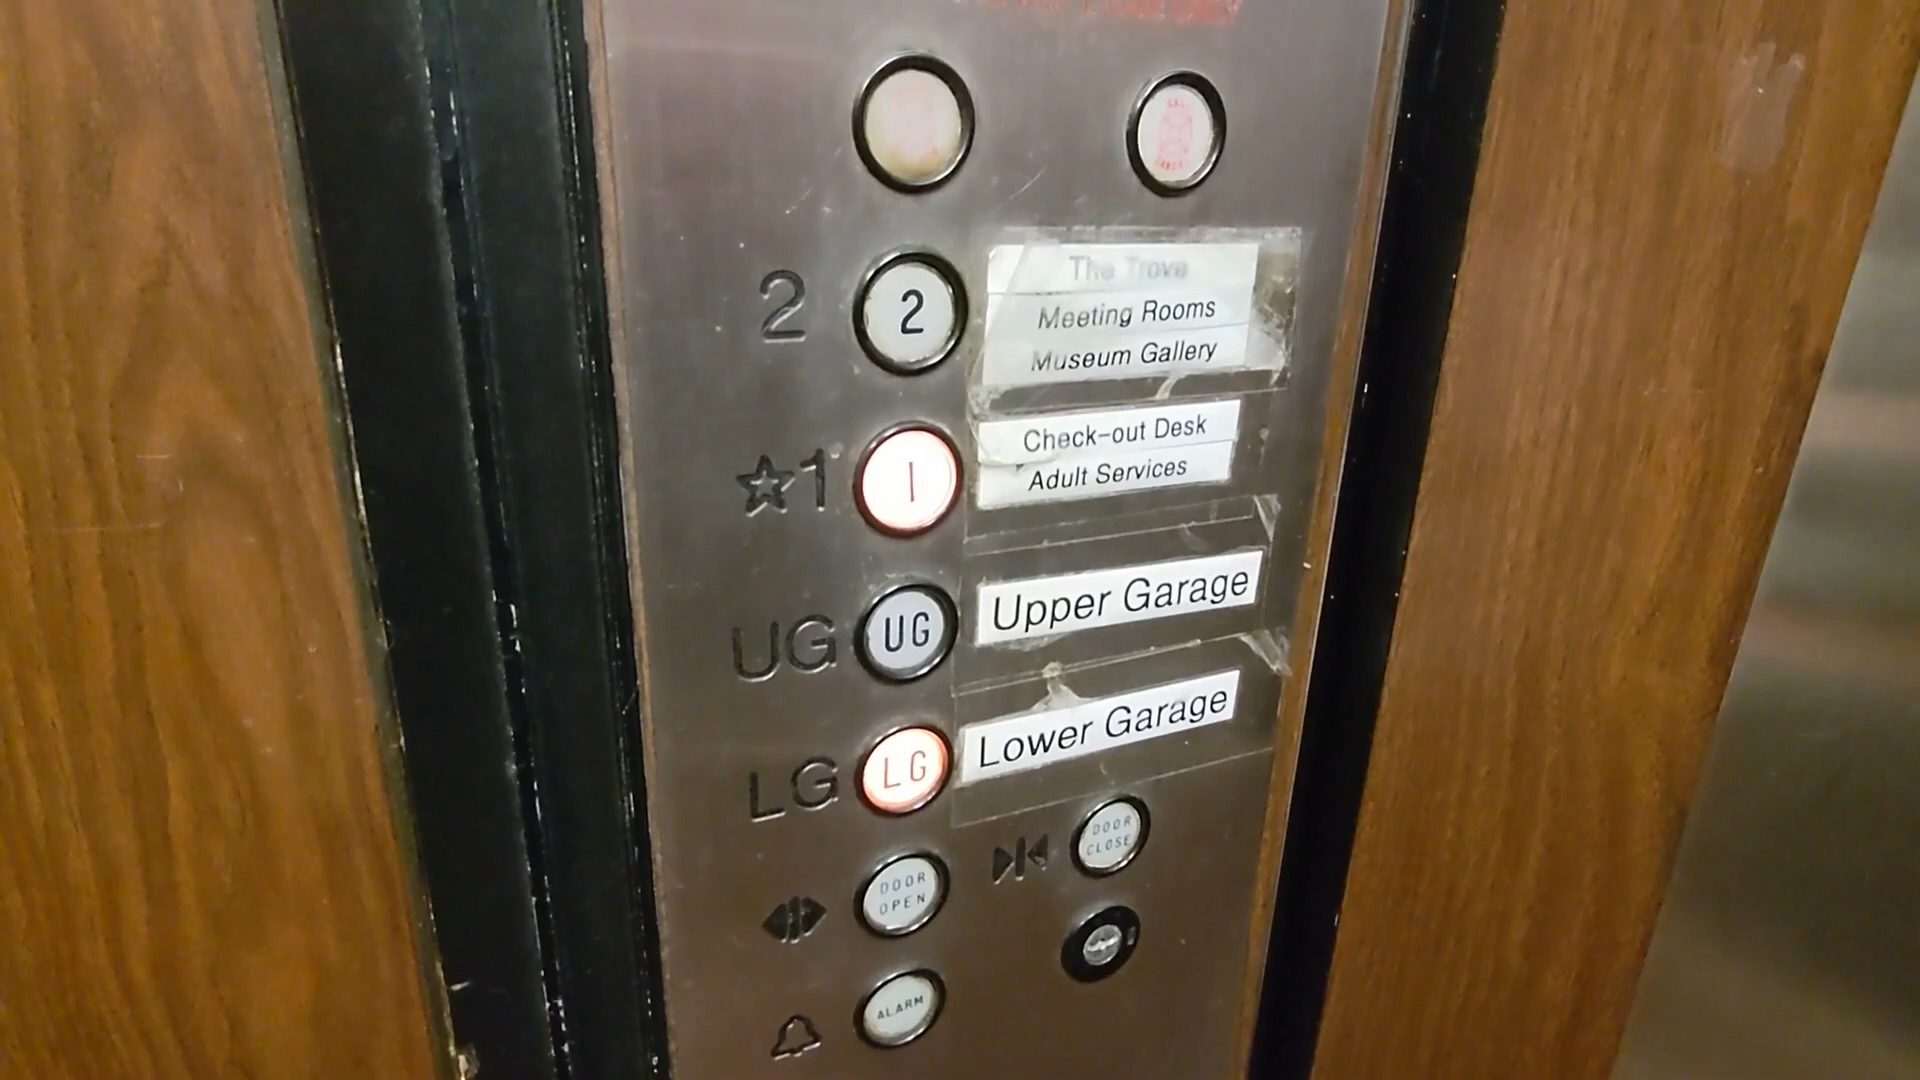 2 2
The Trove
Meeting Rooms
Museum Gallery
☆1 1
Check-out Desk
Adult Services
UG UG
Upper Garage
LG LG
Lower Garage
DOOR
OPEN
DOOR
CLOSE
ALARM